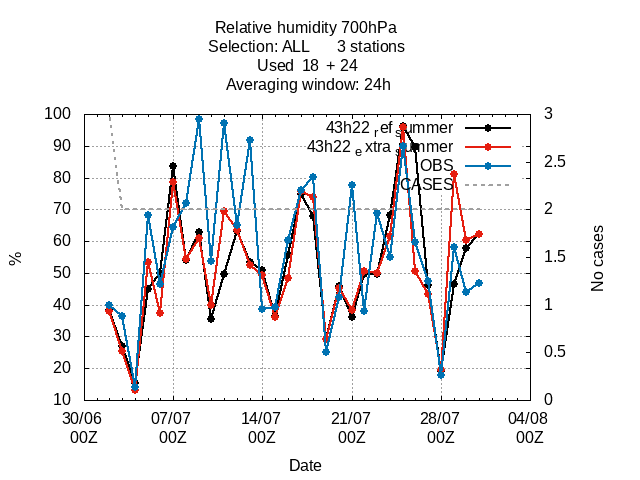 Relative humidity 700hPa
Selection: ALL 3 stations
Used 18 + 24
Averaging window: 24h
43h22_ref_summer
43h22_extra_summer
OBS
CASES
100
90
80
70
60
50
40
30
20
10
%
3
2.5
2
1.5
1
0.5
0
No cases
30/06 07/07 14/07 21/07 28/07 04/08
00Z 00Z 00Z 00Z 00Z 00Z
Date